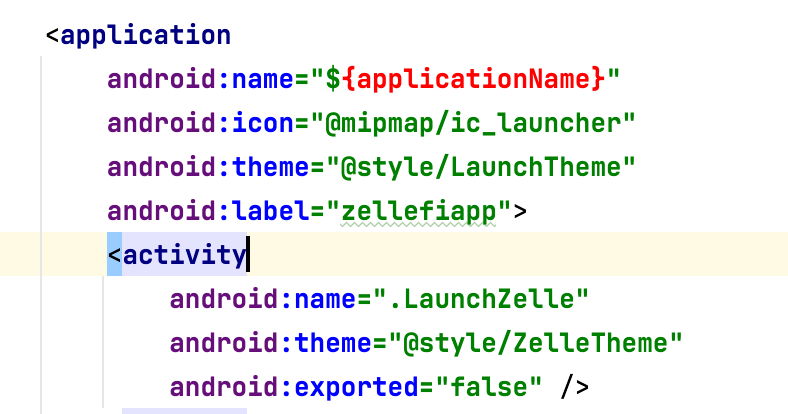 <application
android:name="${applicationName}"
android:icon="@mipmap/ic_launcher"
android:theme="@style/LaunchTheme"
android:label="zellefiapp">
<activity
android:name=".LaunchZelle"
android:theme="@style/ZelleTheme"
android:exported="false" />